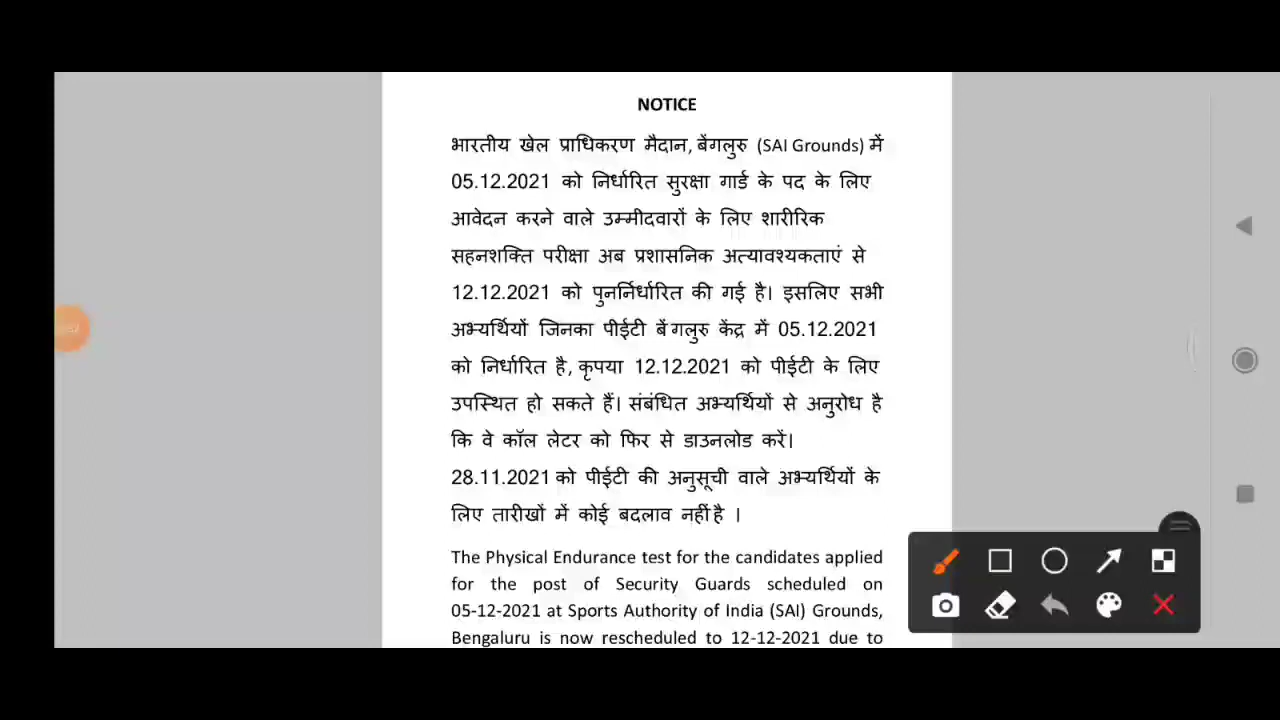 NOTICE
भारतीय खेल प्राधिकरण मैदान, बेंगलुरु (SAI Grounds) में
05.12.2021 को निर्धारित सुरक्षा गार्ड के पद के लिए
आवेदन करने वाले उम्मीदवारों के लिए शारीरिक
सहनशक्ति परीक्षा अब प्रशासनिक अत्यावश्यकताएं से
12.12.2021 को पुनर्निर्धारित की गई है। इसलिए सभी
अभ्यर्थियों जिनका पीईटी बेंगलुरु केंद्र में 05.12.2021
को निर्धारित है, कृपया 12.12.2021 को पीईटी के लिए
उपस्थित हो सकते हैं। संबंधित अभ्यर्थियों से अनुरोध है
कि वे कॉल लेटर को फिर से डाउनलोड करें।
28.11.2021 को पीईटी की अनुसूची वाले अभ्यर्थियों के
लिए तारीखों में कोई बदलाव नहीं है ।
The Physical Endurance test for the candidates applied
for the post of Security Guards scheduled on
05-12-2021 at Sports Authority of India (SAI) Grounds,
Bengaluru is now rescheduled to 12-12-2021 due to